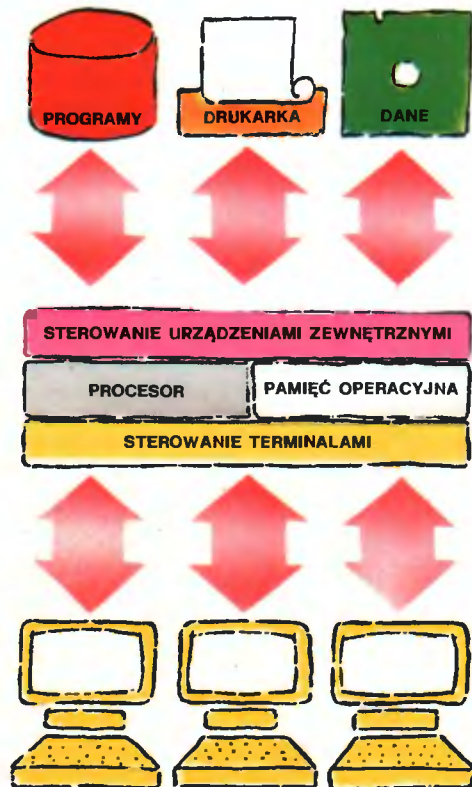 PROGRAMY
DRUKARKA
DANE
STEROWANIE URZĄDZENIAMI ZEWNĘTRZNYMI
PROCESOR
PAMIĘĆ OPERACYJNA
STEROWANIE TERMINALAMI